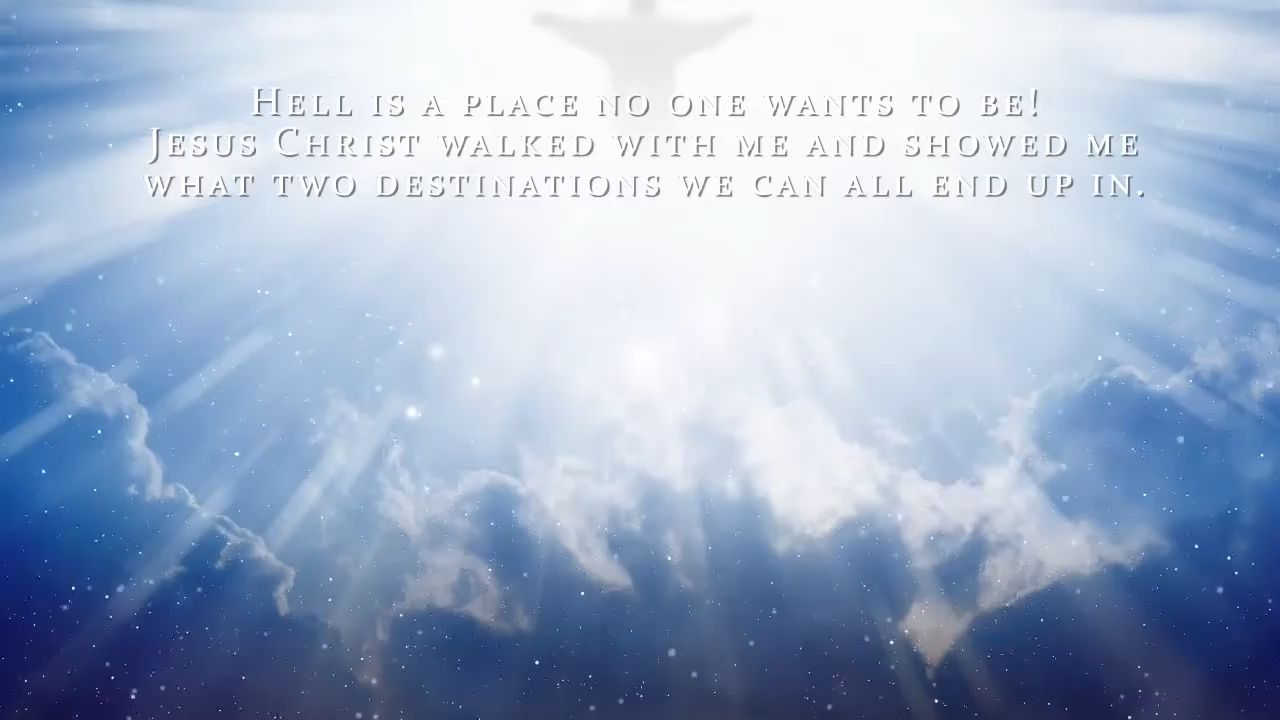 Hell is a place no one wants to be!
Jesus Christ walked with me and showed me
what two destinations we can all end up in.